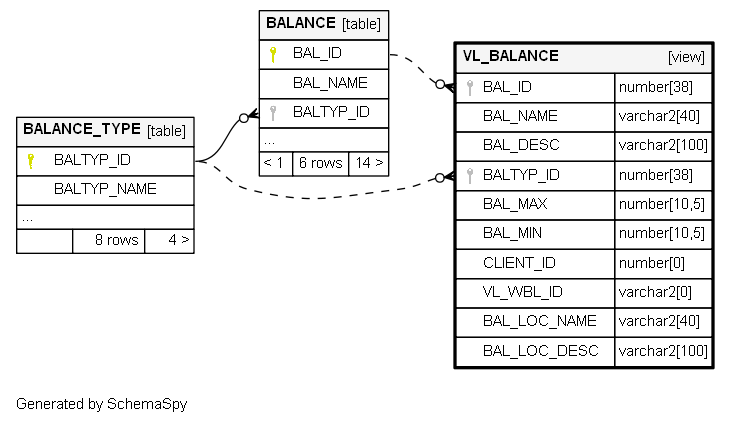 BALANCE [table]
BAL_ID
BAL_NAME
BALTYP_ID
...
< 1 6 rows 14 >
VL_BALANCE [view]
BAL_ID number[38]
BAL_NAME varchar2[40]
BAL_DESC varchar2[100]
BALTYP_ID number[38]
BAL_MAX number[10,5]
BAL_MIN number[10,5]
CLIENT_ID number[0]
VL_WBL_ID varchar2[0]
BAL_LOC_NAME varchar2[40]
BAL_LOC_DESC varchar2[100]
BALANCE_TYPE [table]
BALTYP_ID
BALTYP_NAME
...
8 rows 4 >
Generated by SchemaSpy